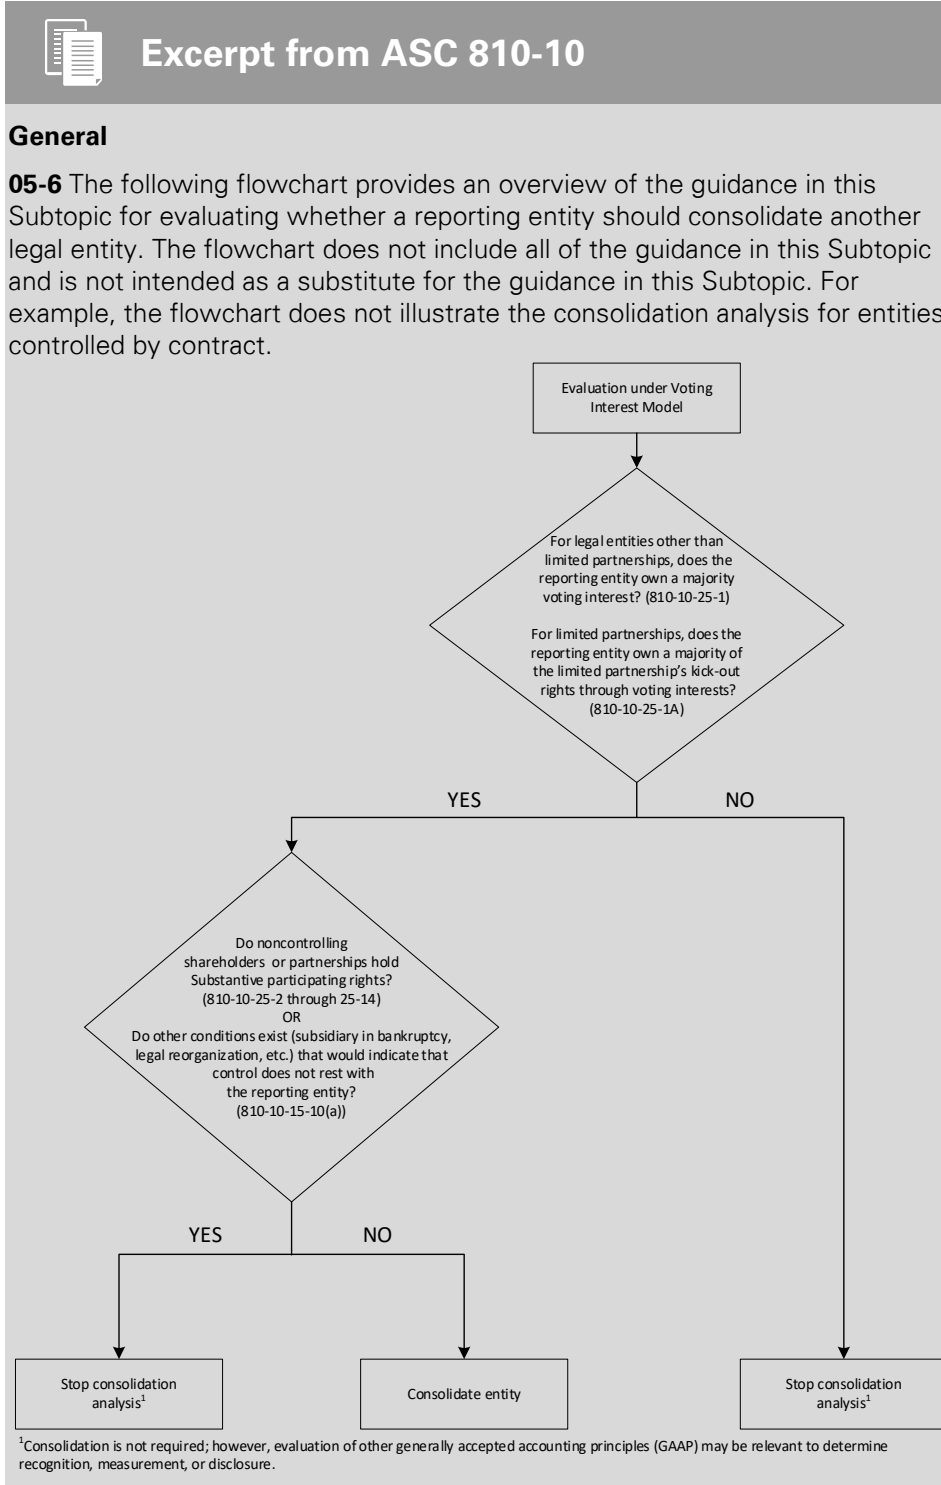 Excerpt from ASC 810-10
General
05-6 The following flowchart provides an overview of the guidance in this
Subtopic for evaluating whether a reporting entity should consolidate another
legal entity. The flowchart does not include all of the guidance in this Subtopic
and is not intended as a substitute for the guidance in this Subtopic. For
example, the flowchart does not illustrate the consolidation analysis for entities
controlled by contract.
Evaluation under Voting
Interest Model
For legal entities other than
limited partnerships, does the
reporting entity own a majority
voting interest? (810-10-25-1)
For limited partnerships, does the
reporting entity own a majority of
the limited partnership's kick-out
rights through voting interests?
(810-10-25-1A)
YES
NO
Do noncontrolling
shareholders or partnerships hold
Substantive participating rights?
(810-10-25-2 through 25-14)
OR
Do other conditions exist (subsidiary in bankruptcy,
legal reorganization, etc.) that would indicate that
control does not rest with
the reporting entity?
(810-10-15-10(a))
YES
NO
Stop consolidation
analysis¹
Consolidate entity
Stop consolidation
analysis¹
¹Consolidation is not required; however, evaluation of other generally accepted accounting principles (GAAP) may be relevant to determine
recognition, measurement, or disclosure.